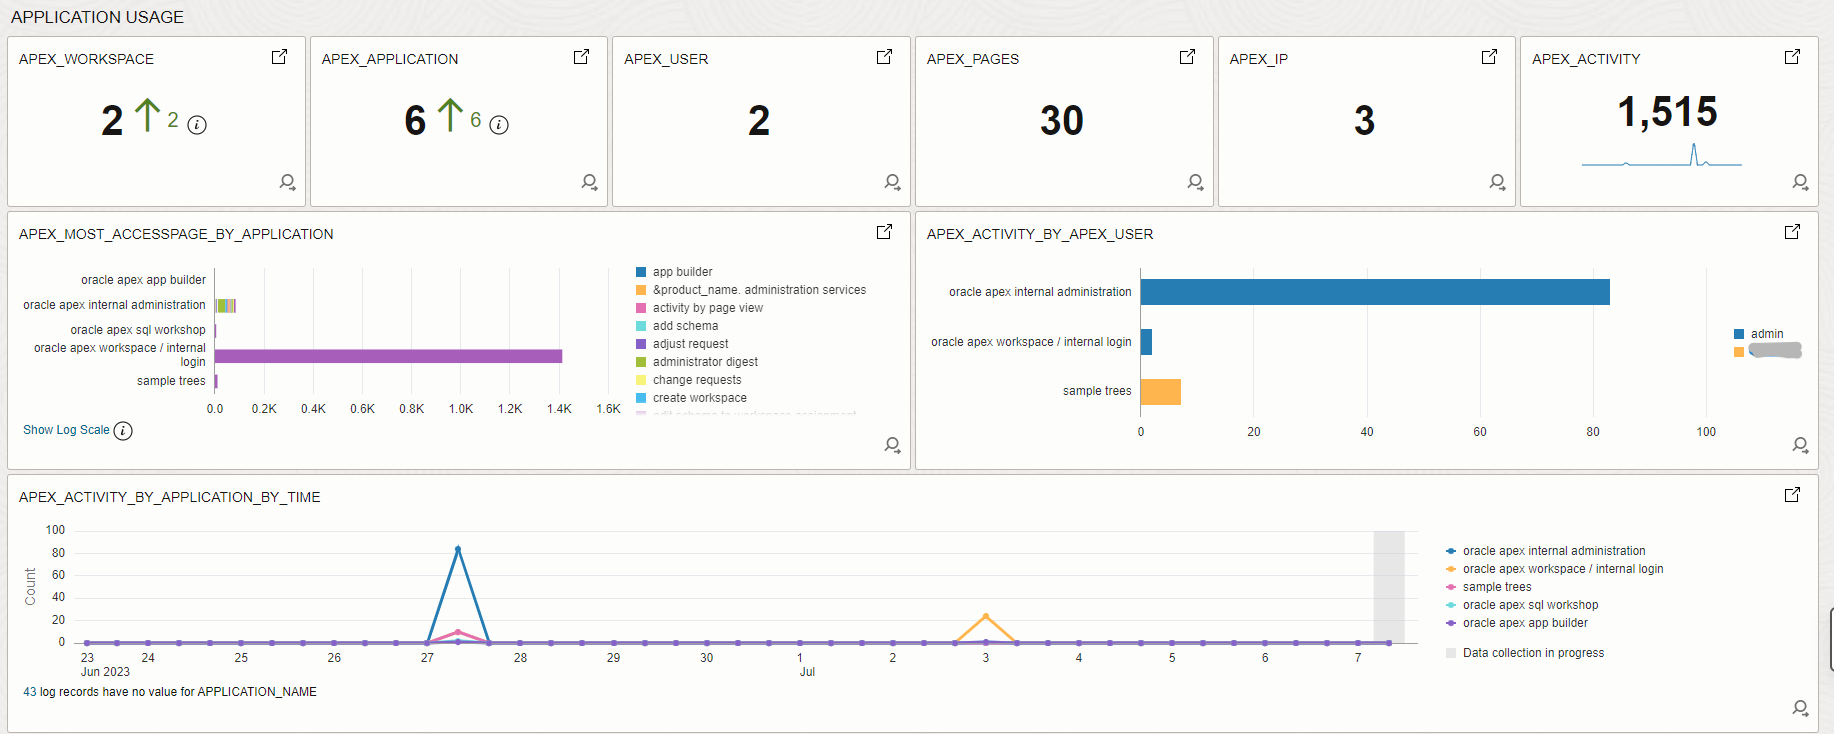 APPLICATION USAGE
APEX_WORKSPACE
2 2
APEX_APPLICATION
6 6
APEX_USER
2
APEX_PAGES
30
APEX_IP
3
APEX_ACTIVITY
1,515
APEX_MOST_ACCESSPAGE_BY_APPLICATION
oracle apex app builder
oracle apex internal administration
oracle apex sql workshop
oracle apex workspace / internal
login
sample trees
0.0 0.2K 0.4K 0.6K 0.8K 1.0K 1.2K 1.4K 1.6K
app builder
&product_name. administration services
activity by page view
add schema
adjust request
administrator digest
change requests
create workspace
edit schema to workspace assignment
Show Log Scale
APEX_ACTIVITY_BY_APEX_USER
oracle apex internal administration
oracle apex workspace / internal login
sample trees
0 20 40 60 80 100
admin
APEX_ACTIVITY_BY_APPLICATION_BY_TIME
Count
100
80
60
40
20
0
23 24 25 26 27 28 29 30 1 2 3 4 5 6 7
Jun 2023 Jul
oracle apex internal administration
oracle apex workspace / internal login
sample trees
oracle apex sql workshop
oracle apex app builder
Data collection in progress
43 log records have no value for APPLICATION_NAME